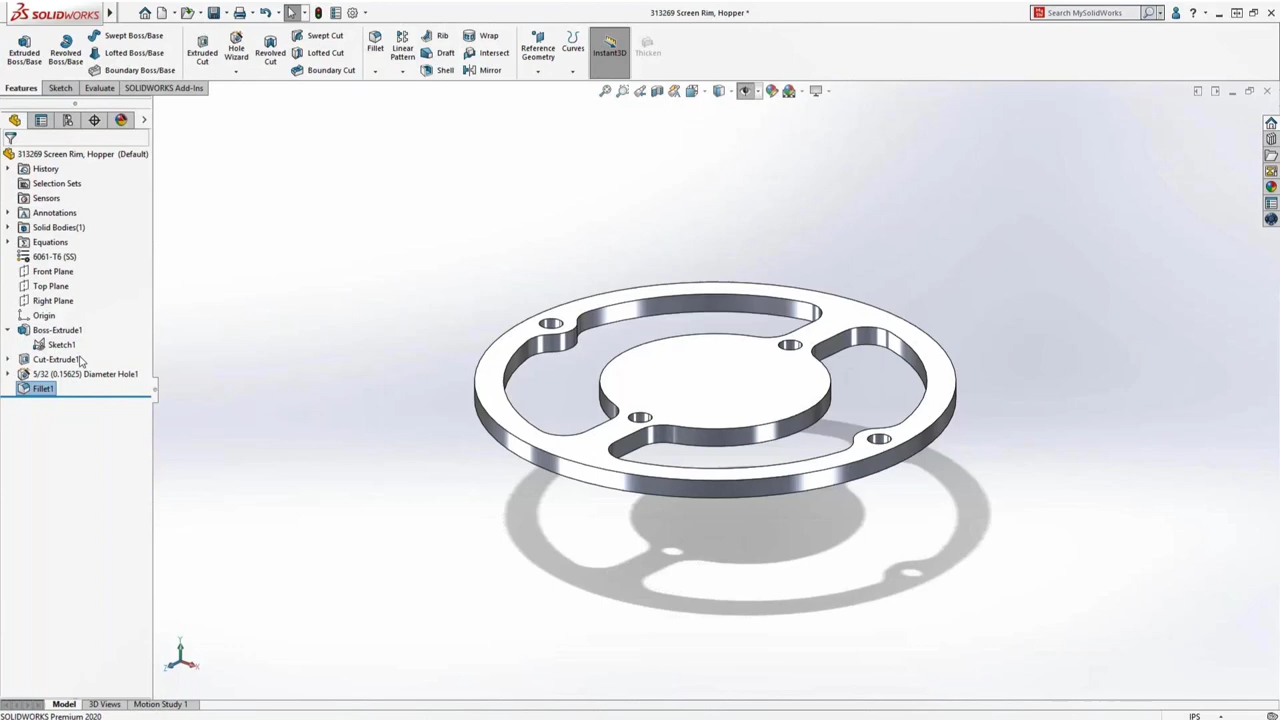 SOLIDWORKS
313269 Screen Rim, Hopper *
Search MySolidWorks
Extruded Boss/Base
Revolved Boss/Base
Swept Boss/Base
Lofted Boss/Base
Boundary Boss/Base
Extruded Cut
Hole Wizard
Revolved Cut
Swept Cut
Lofted Cut
Boundary Cut
Fillet
Linear Pattern
Rib
Draft
Shell
Wrap
Intersect
Mirror
Reference Geometry
Curves
Instant3D
Thicken
Features
Sketch
Evaluate
SOLIDWORKS Add-Ins
313269 Screen Rim, Hopper (Default)
History
Selection Sets
Sensors
Annotations
Solid Bodies(1)
Equations
6061-T6 (SS)
Front Plane
Top Plane
Right Plane
Origin
Boss-Extrude1
Sketch1
Cut-Extrude1
5/32 (0.15625) Diameter Hole1
Fillet1
Y
Z
X
Model
3D Views
Motion Study 1
SOLIDWORKS Premium 2020
IPS